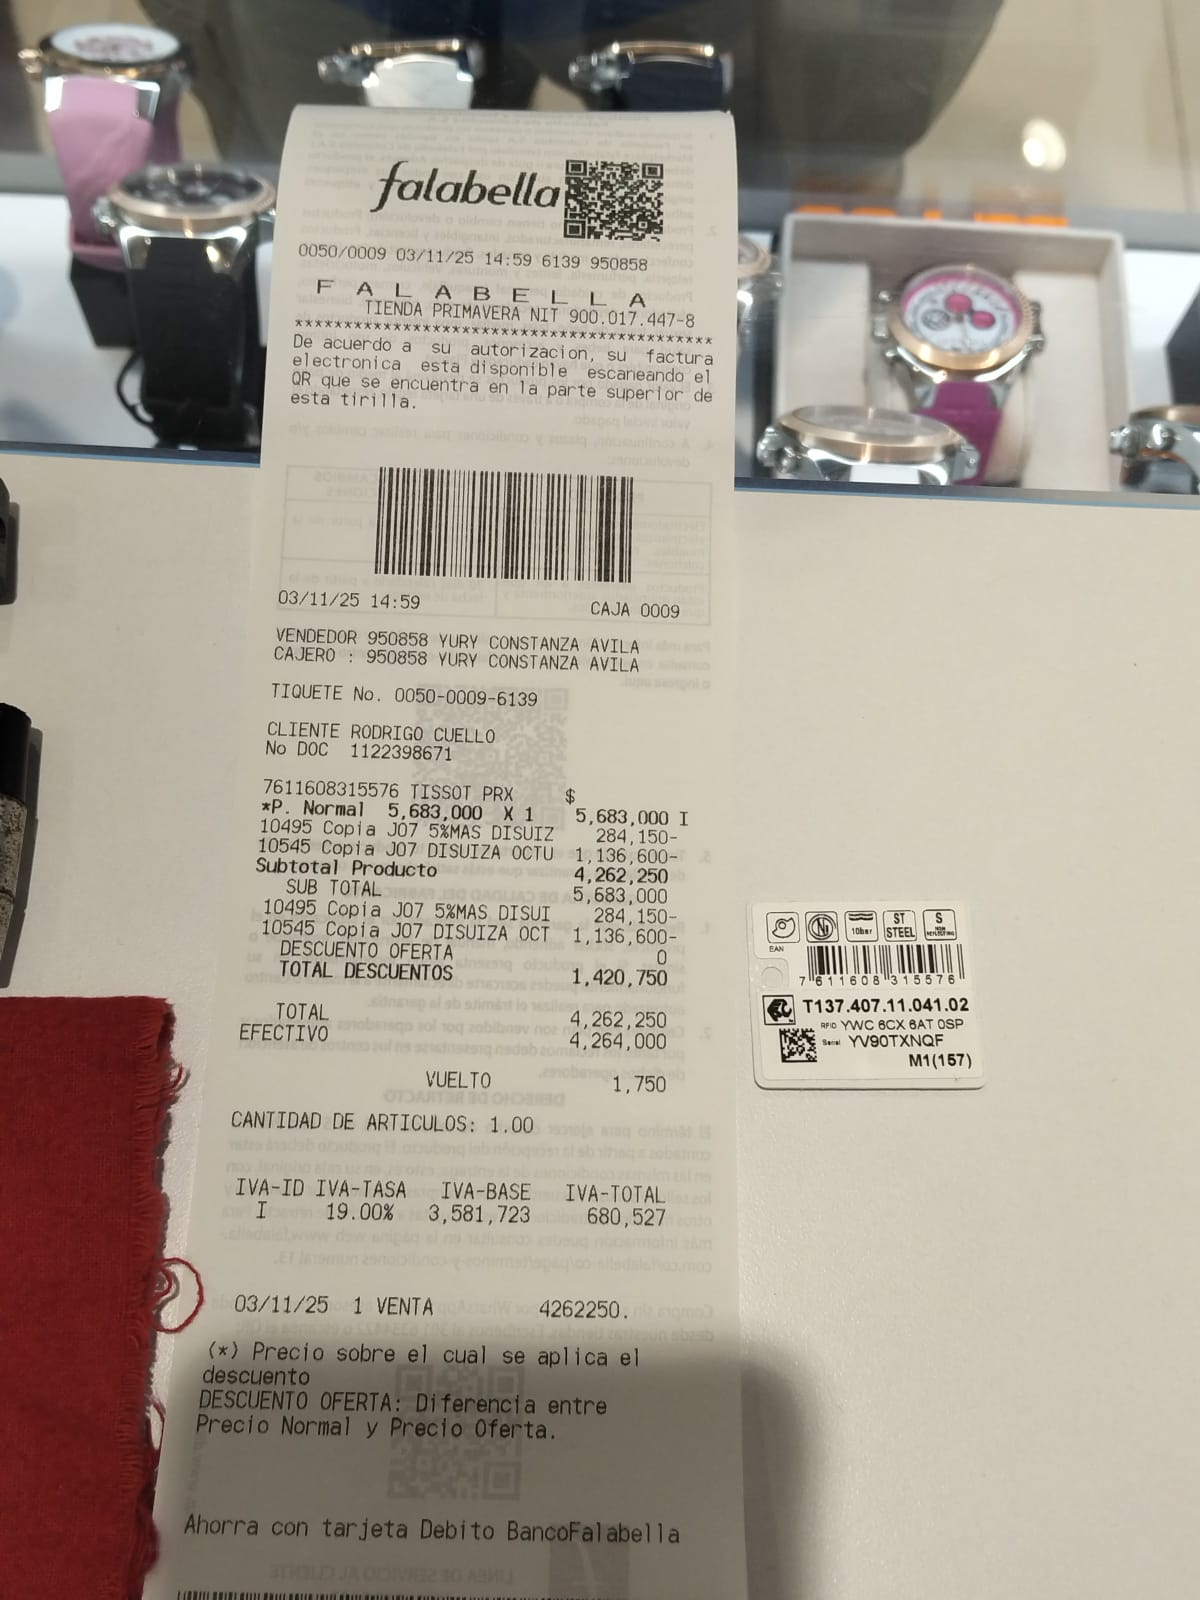 falabella
0050/0009 03/11/25 14:59 6139 950858
F A L A B E L L A
TIENDA PRIMAVERA NIT 900.017.447-8
******************************************
De acuerdo a su autorizacion, su factura
electronica esta disponible escaneando el
QR que se encuentra en la parte superior de
esta tirilla.
03/11/25 14:59 CAJA 0009
VENDEDOR 950858 YURY CONSTANZA AVILA
CAJERO : 950858 YURY CONSTANZA AVILA
TIQUETE No. 0050-0009-6139
CLIENTE RODRIGO CUELLO
No DOC 1122398671
7611608315576 TISSOT PRX $
*P. Normal 5,683,000 X 1 5,683,000 I
10495 Copia J07 5%MAS DISUIZ 284,150-
10545 Copia J07 DISUIZA OCTU 1,136,600-
Subtotal Producto 4,262,250
SUB TOTAL 5,683,000
10495 Copia J07 5%MAS DISUI 284,150-
10545 Copia J07 DISUIZA OCT 1,136,600-
DESCUENTO OFERTA 0
TOTAL DESCUENTOS 1,420,750
TOTAL 4,262,250
EFECTIVO 4,264,000
VUELTO 1,750
CANTIDAD DE ARTICULOS: 1.00
IVA-ID IVA-TASA IVA-BASE IVA-TOTAL
I 19.00% 3,581,723 680,527
03/11/25 1 VENTA 4262250.
(*) Precio sobre el cual se aplica el
descuento
DESCUENTO OFERTA: Diferencia entre
Precio Normal y Precio Oferta.
Ahorra con tarjeta Debito BancoFalabella
10bar
ST STEEL
S NON REFLECTING
EAN
7 611608 315576
T137.407.11.041.02
RFID YWC 6CX 6AT 0SP
Serial YV90TXNQF
M1(157)